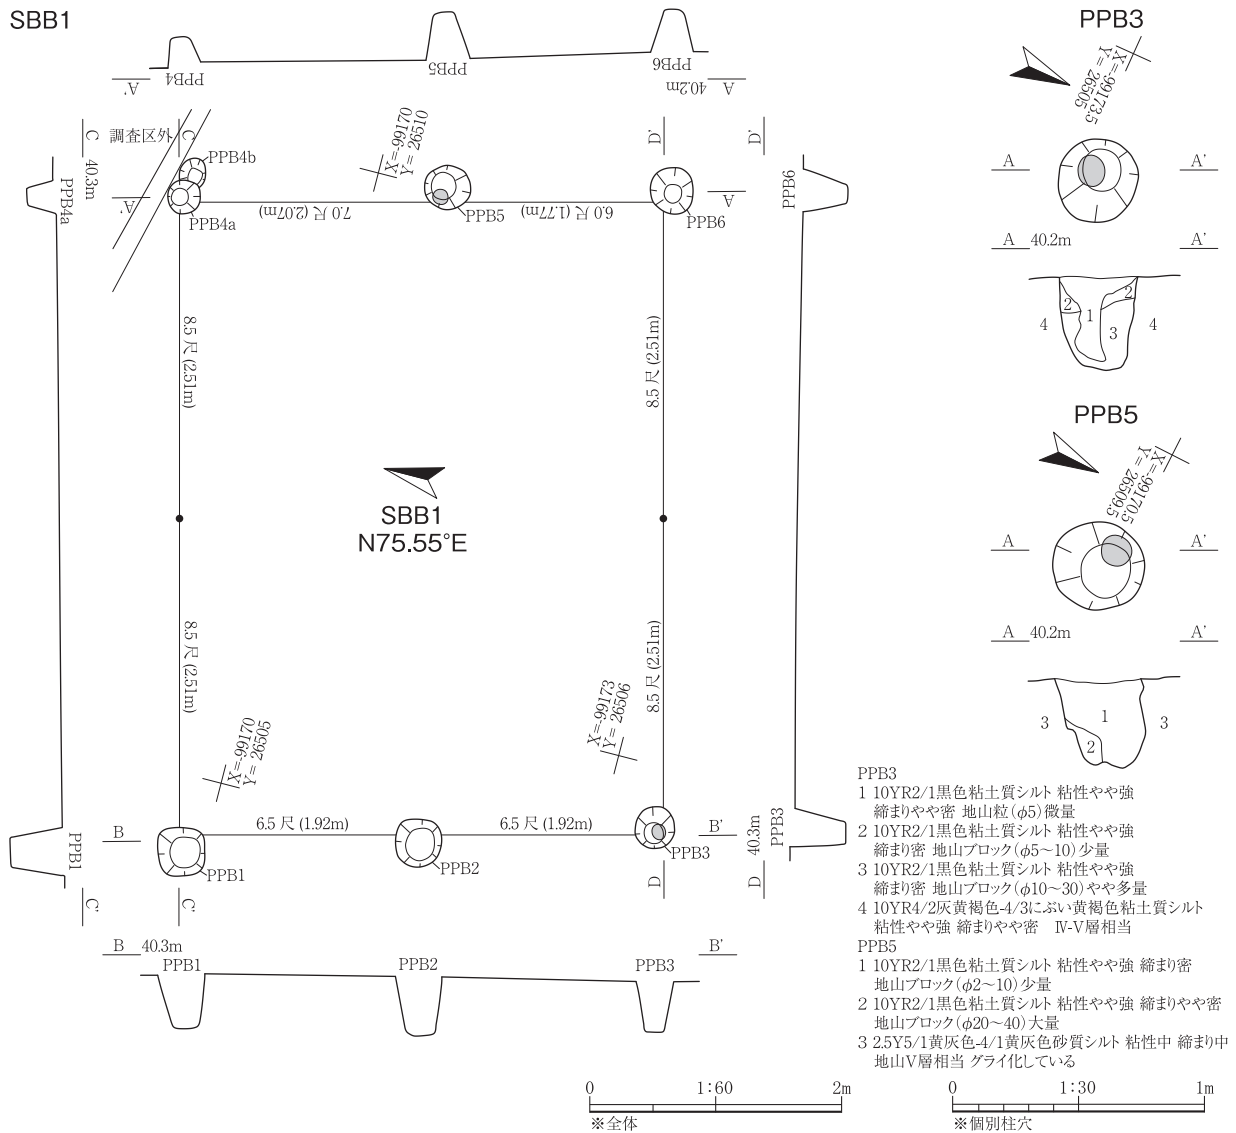 SBB1
PPB4
PPB5
PPB6
A'
40.2m
A
C
調査区外
C
D'
D'
40.3m
PPB4a
PPB4b
X=-99170
Y= 26510
A'
A
PPB4a
7.0 尺 (2.07m)
PPB5
6.0 尺 (1.77m)
PPB6
PPB6
8.5 尺 (2.51m)
8.5 尺 (2.51m)
SBB1
N75.55°E
8.5 尺 (2.51m)
8.5 尺 (2.51m)
X=-99170
Y= 26505
X=-99173
Y= 26506
PPB1
B
6.5 尺 (1.92m)
6.5 尺 (1.92m)
B'
40.3m
PPB3
PPB1
PPB2
PPB3
C'
C'
D
D
B
40.3m
B'
PPB1
PPB2
PPB3
PPB3
X=-99173.5
Y= 26505
A
A'
A
40.2m
A'
2
1
2
4
3
4
PPB5
X=-99170.5
Y= 26509.5
A
A'
A
40.2m
A'
3
1
3
2
PPB3
1 10YR2/1黒色粘土質シルト 粘性やや強
締まりやや密 地山粒(φ5)微量
2 10YR2/1黒色粘土質シルト 粘性やや強
締まり密 地山ブロック(φ5～10)少量
3 10YR2/1黒色粘土質シルト 粘性やや強
締まり密 地山ブロック(φ10～30)やや多量
4 10YR4/2灰黄褐色-4/3にぶい黄褐色粘土質シルト
粘性やや強 締まりやや密 Ⅳ-Ⅴ層相当
PPB5
1 10YR2/1黒色粘土質シルト 粘性やや強 締まり密
地山ブロック(φ2～10)少量
2 10YR2/1黒色粘土質シルト 粘性やや強 締まりやや密
地山ブロック(φ20～40)大量
3 2.5Y5/1黄灰色-4/1黄灰色砂質シルト 粘性中 締まり中
地山Ⅴ層相当 グライ化している
0 1:60 2m
※全体
0 1:30 1m
※個別柱穴